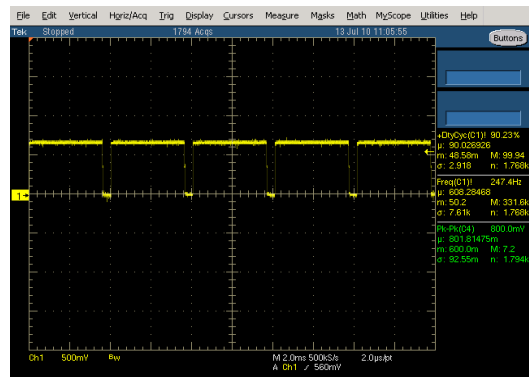 File Edit Vertical Horiz/Acq Trig Display Cursors Measure Masks Math MyScope Utilities Help
Tek Stopped 1794 Acqs 13 Jul 10 11:05:55 Buttons
+DtyCyc(C1)! 90.23%
µ: 90.026926
m: 48.58m M: 99.94
σ: 2.918 n: 1.768k
Freq(C1)! 247.4Hz
µ: 608.28468
m: 50.2 M: 331.6k
σ: 7.61k n: 1.768k
Pk-Pk(C4) 800.0mV
µ: 801.81475m
m: 600.0m M: 7.2
σ: 92.55m n: 1.794k
1
Ch1 500mV Bw M 2.0ms 500kS/s 2.0µs/pt
A Ch1 ∕ 560mV